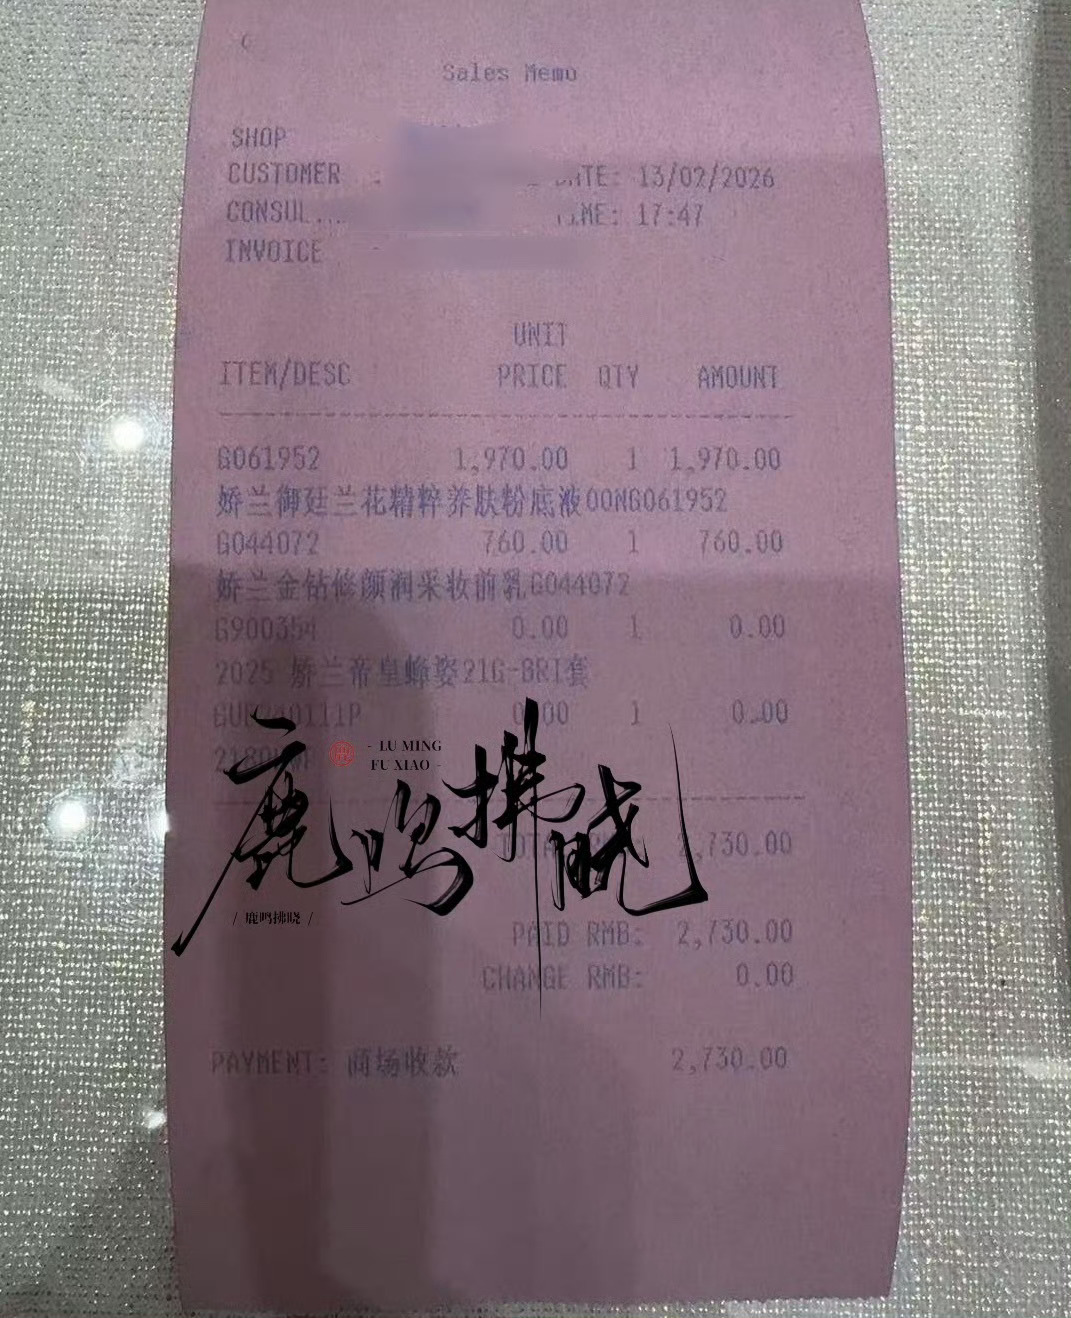 Sales Memo
SHOP
CUSTOMER DATE: 13/02/2026
CONSUL TIME: 17:47
INVOICE
UNIT
ITEM/DESC PRICE QTY AMOUNT
G061952 1,970.00 1 1,970.00
娇兰御廷兰花精粹养肤粉底液00NG061952
G044072 760.00 1 760.00
娇兰金钻修颜润采妆前乳G044072
G900354 0.00 1 0.00
2025 娇兰帝皇蜂姿21G-BRI套
0.00 1 0.00
鹿鸣拂晓
- LU MING
FU XIAO -
/ 鹿鸣拂晓 /
2,730.00
PAID RMB: 2,730.00
CHANGE RMB: 0.00
PAYMENT: 商场收款 2,730.00